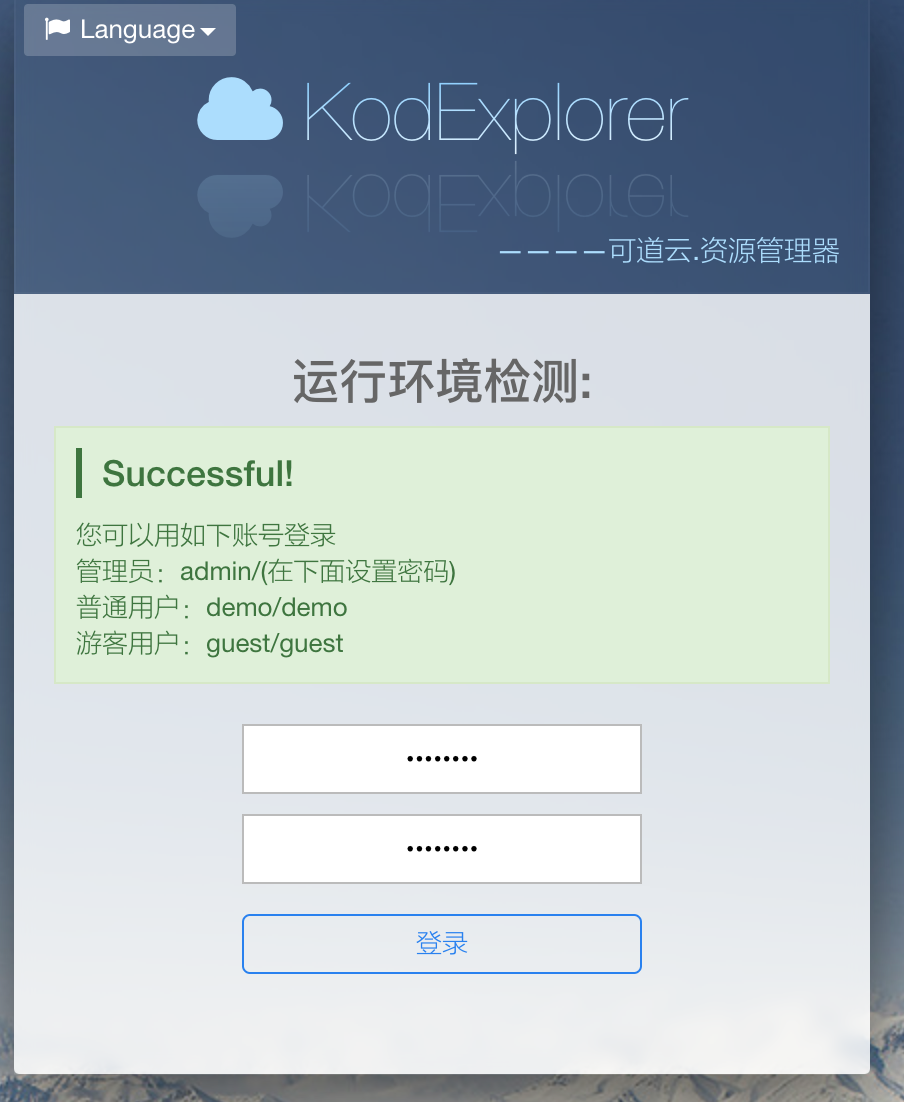 Language
KodExplorer
－－－－可道云.资源管理器
运行环境检测:
Successful!
您可以用如下账号登录
管理员：admin/(在下面设置密码)
普通用户：demo/demo
游客用户：guest/guest
••••••••
••••••••
登录